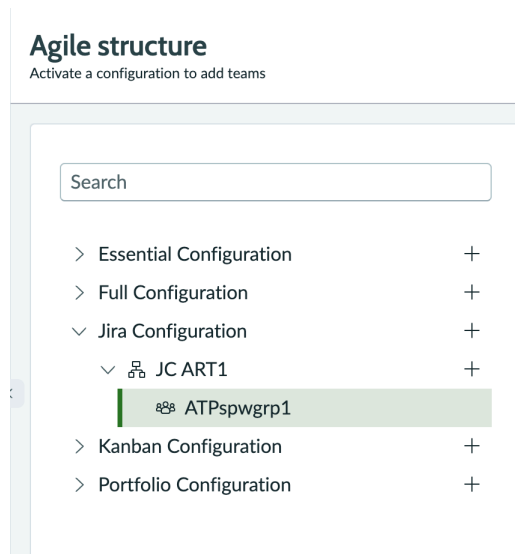 Agile structure
Activate a configuration to add teams
Search
Essential Configuration
Full Configuration
Jira Configuration
JC ART1
ATPspwgrp1
Kanban Configuration
Portfolio Configuration